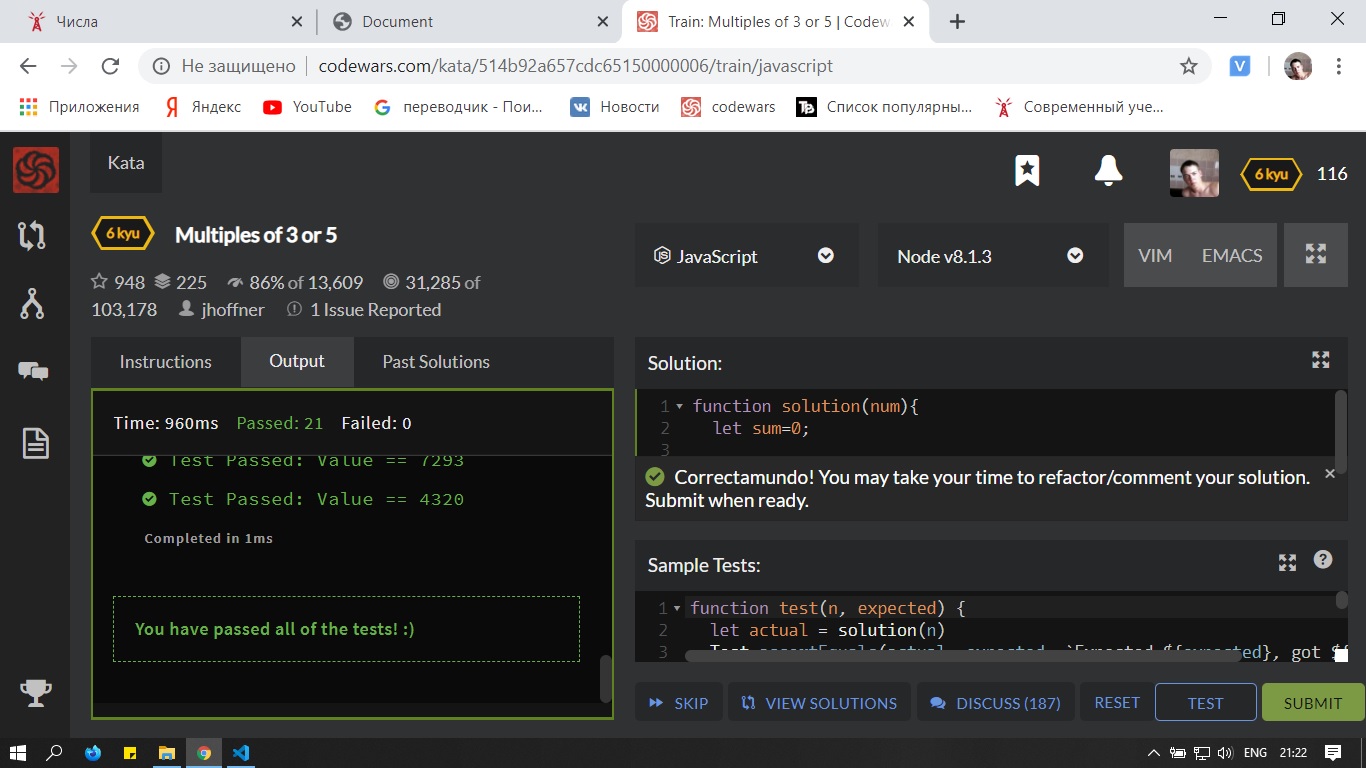 Числа
Document
Train: Multiples of 3 or 5 | Codew
Не защищено
codewars.com/kata/514b92a657cdc65150000006/train/javascript
V
Приложения
Яндекс
YouTube
переводчик - Пои...
Новости
codewars
Список популярны...
Современный уче...
Kata
6 kyu
116
6 kyu
Multiples of 3 or 5
948 225 86% of 13,609 31,285 of
103,178 jhoffner 1 Issue Reported
JavaScript
Node v8.1.3
VIM
EMACS
Instructions
Output
Past Solutions
Time: 960ms Passed: 21 Failed: 0
Test Passed: Value == 7293
Test Passed: Value == 4320
Completed in 1ms
You have passed all of the tests! :)
Solution:
1 function solution(num){
2 let sum=0;
3
Correctamundo! You may take your time to refactor/comment your solution.
Submit when ready.
Sample Tests:
1 function test(n, expected) {
2 let actual = solution(n)
3 Test.assertEquals(actual, expected, `Expected ${expected}, got ${
SKIP
VIEW SOLUTIONS
DISCUSS (187)
RESET
TEST
SUBMIT
ENG
21:22